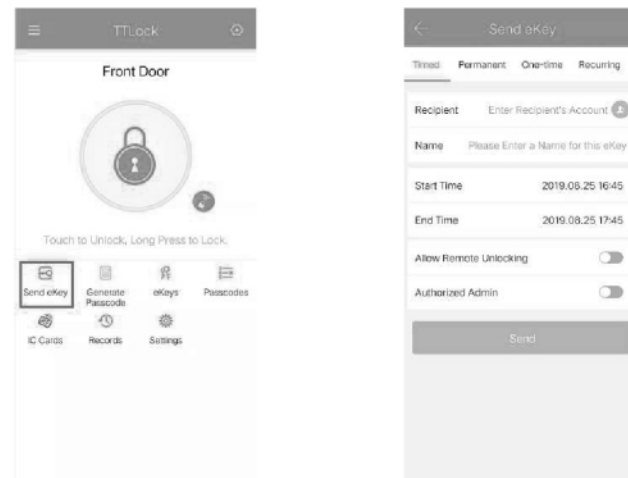 TTLock
Front Door
Touch to Unlock, Long Press to Lock.
Send eKey
Generate Passcode
eKeys
Passcodes
IC Cards
Records
Settings
Send eKey
Timed Permanent One-time Recurring
Recipient Enter Recipient's Account
Name Please Enter a Name for this eKey
Start Time 2019.08.25 16:45
End Time 2019.08.25 17:45
Allow Remote Unlocking
Authorized Admin
Send